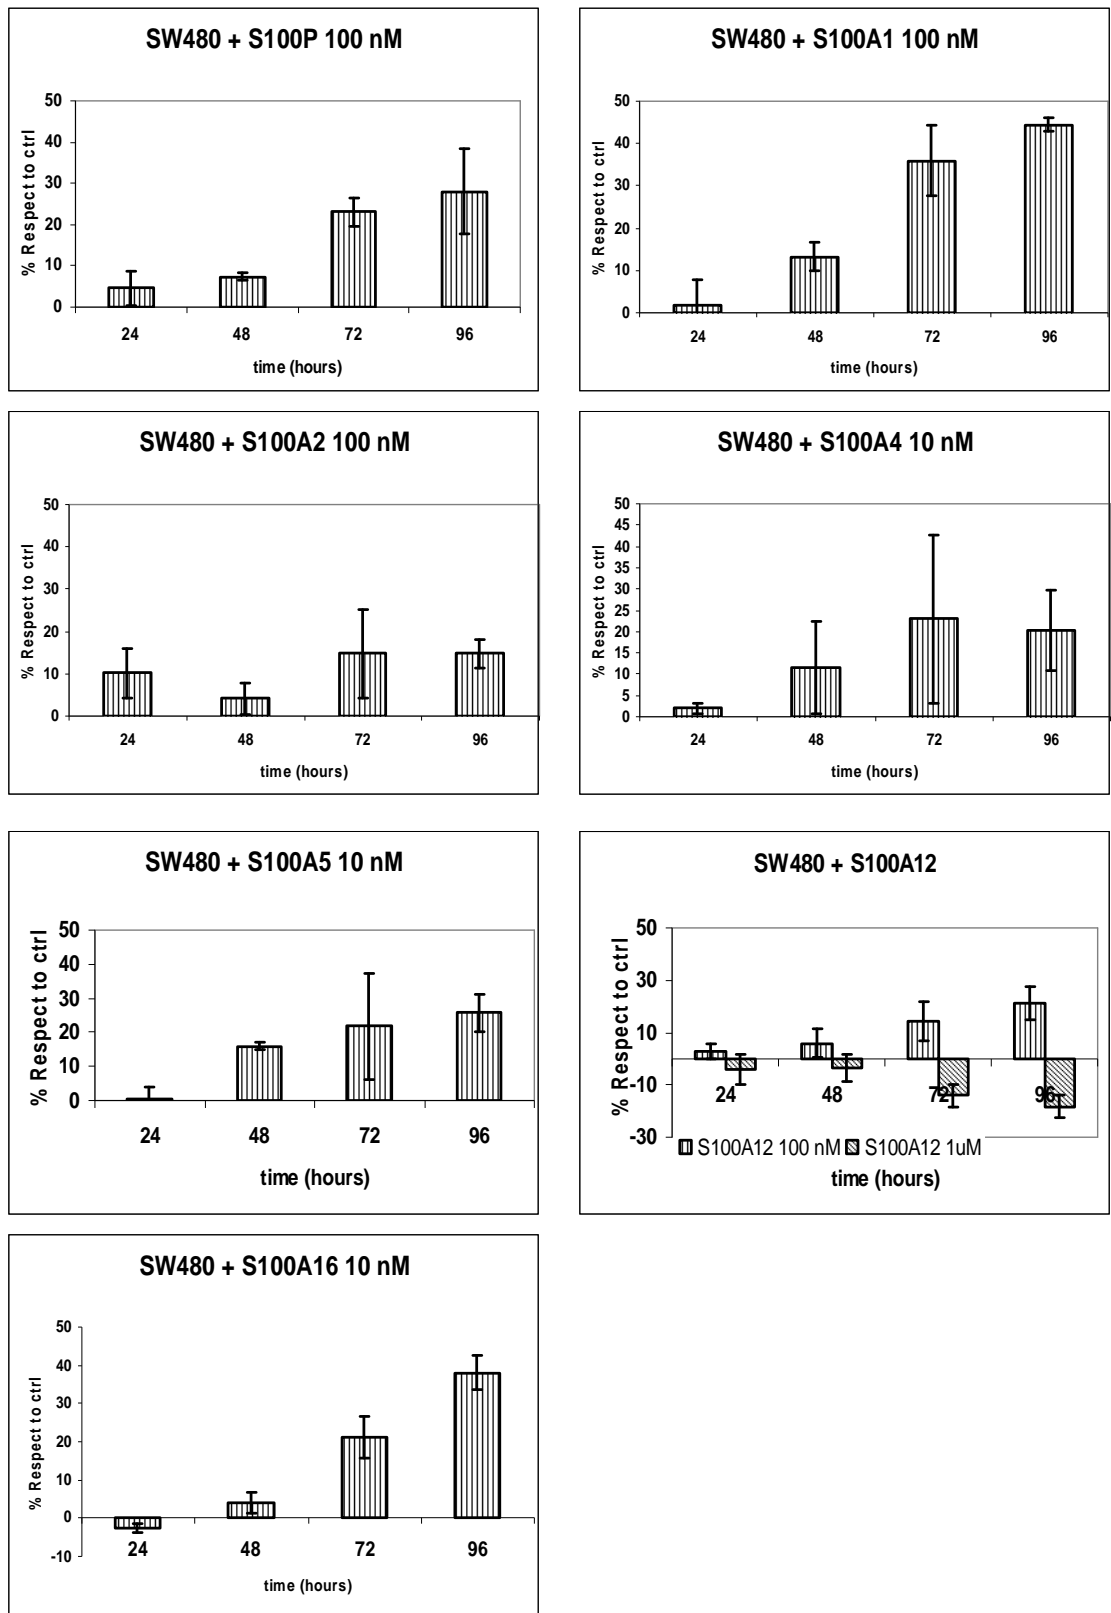 SW480 + S100P 100 nM
% Respect to ctrl
50
40
30
20
10
0
24 48 72 96
time (hours)
SW480 + S100A1 100 nM
% Respect to ctrl
50
40
30
20
10
0
24 48 72 96
time (hours)
SW480 + S100A2 100 nM
% Respect to ctrl
50
40
30
20
10
0
24 48 72 96
time (hours)
SW480 + S100A4 10 nM
% Respect to ctrl
50
45
40
35
30
25
20
15
10
5
0
24 48 72 96
time (hours)
SW480 + S100A5 10 nM
% Respect to ctrl
50
40
30
20
10
0
24 48 72 96
time (hours)
SW480 + S100A12
% Respect to ctrl
50
30
10
-10
-30
24 48 72 96
S100A12 100 nM S100A12 1uM
time (hours)
SW480 + S100A16 10 nM
% Respect to ctrl
50
40
30
20
10
0
-10
24 48 72 96
time (hours)